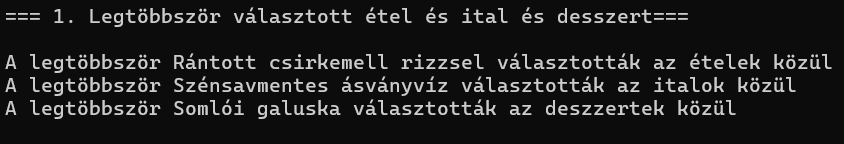 === 1. Legtöbbször választott étel és ital és desszert===
A legtöbbször Rántott csirkemell rizzsel választották az ételek közül
A legtöbbször Szénsavmentes ásványvíz választották az italok közül
A legtöbbször Somlói galuska választották az deszzertek közül